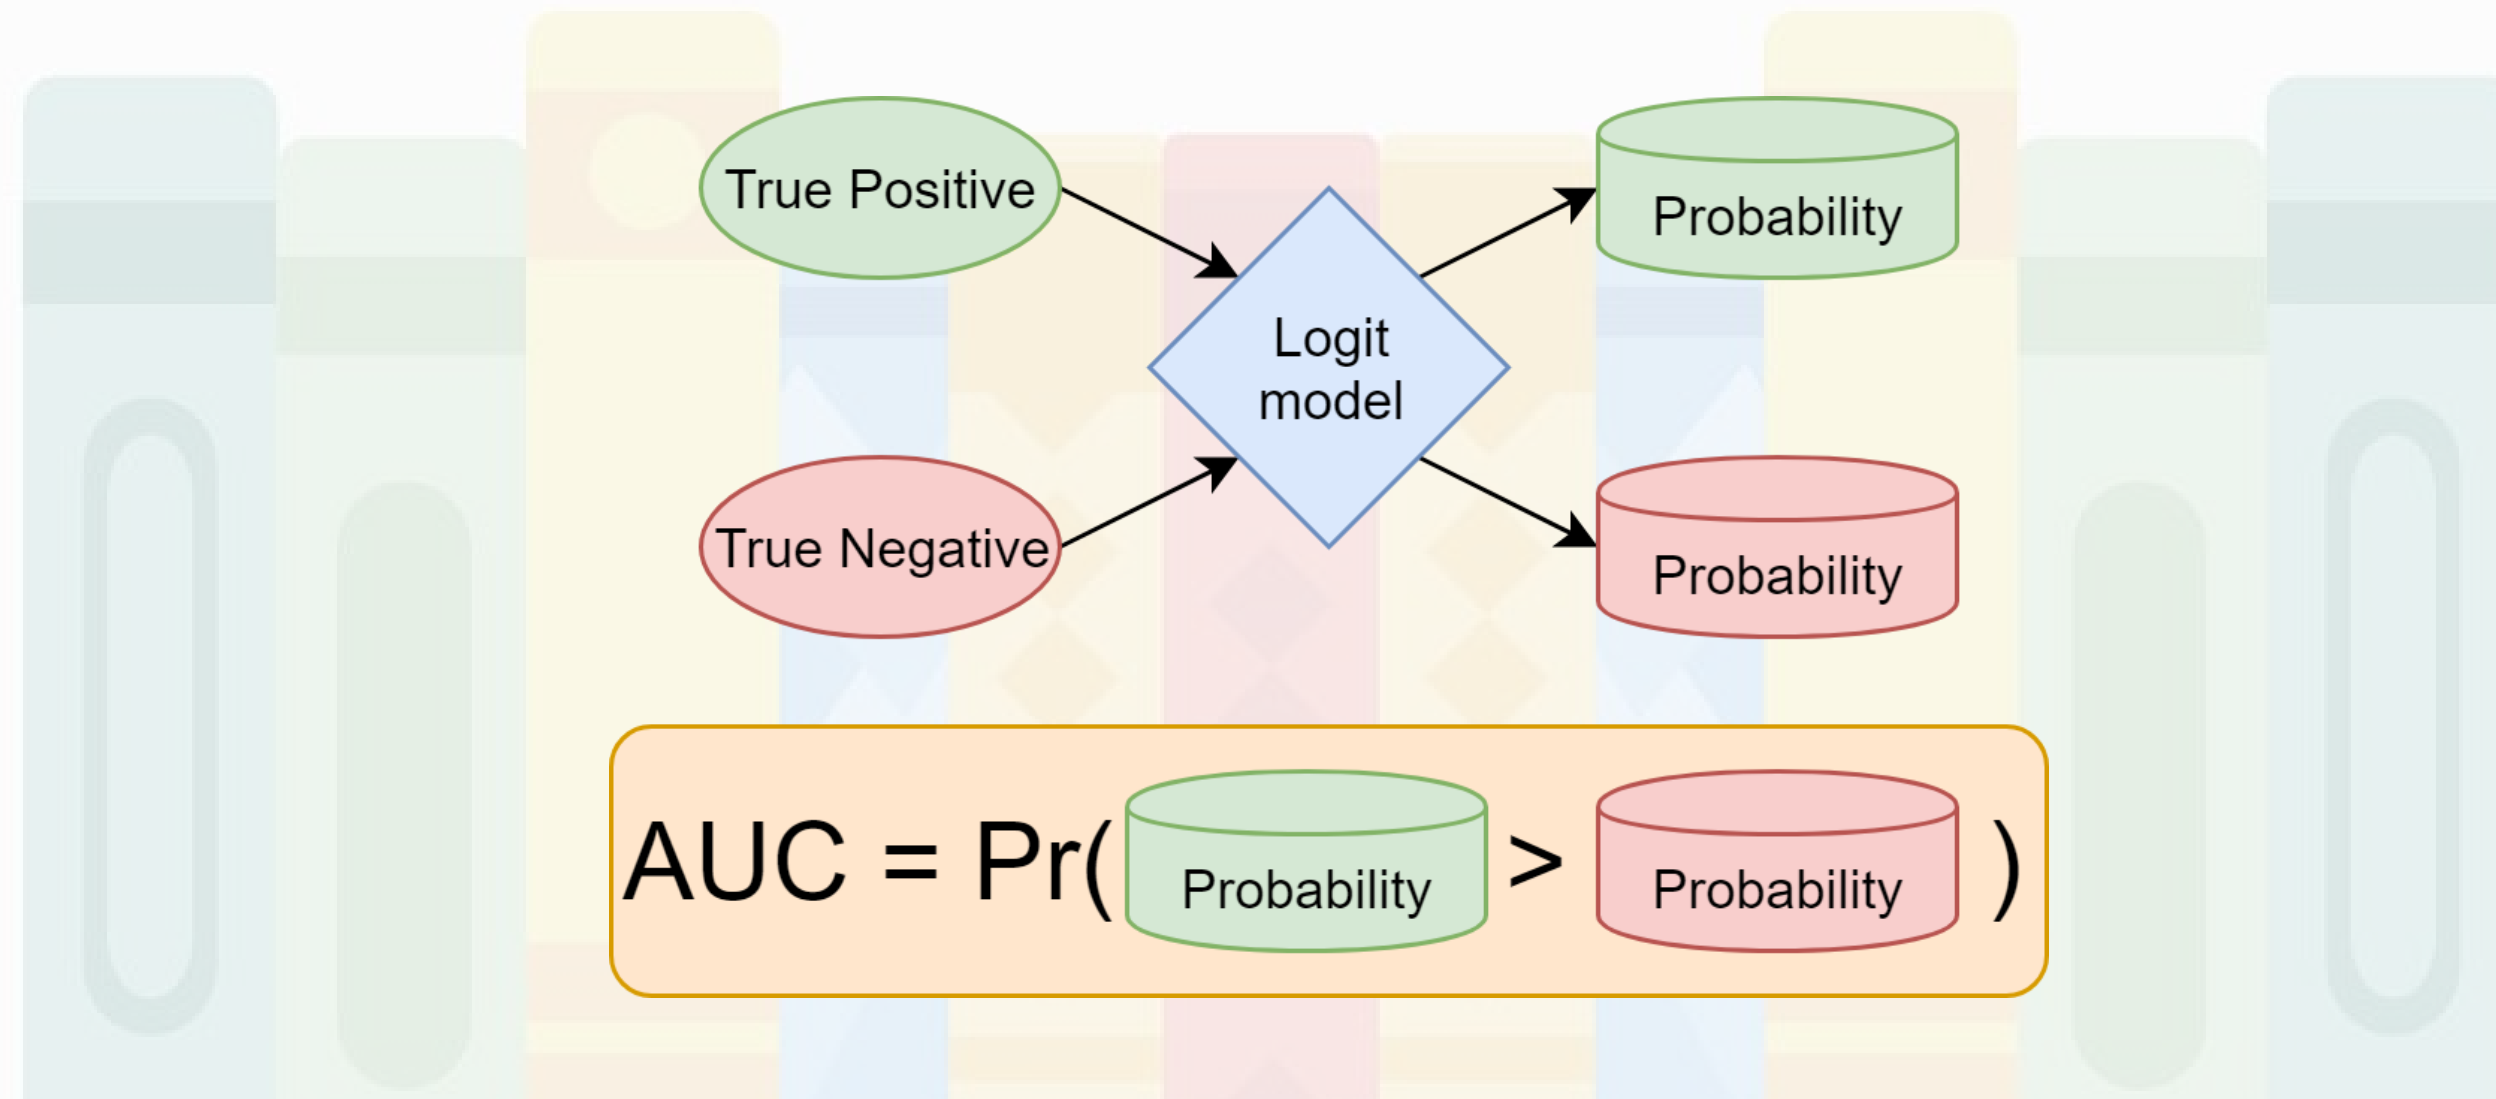 True Positive
Probability
Logit
model
True Negative
Probability
AUC = Pr( Probability > Probability )